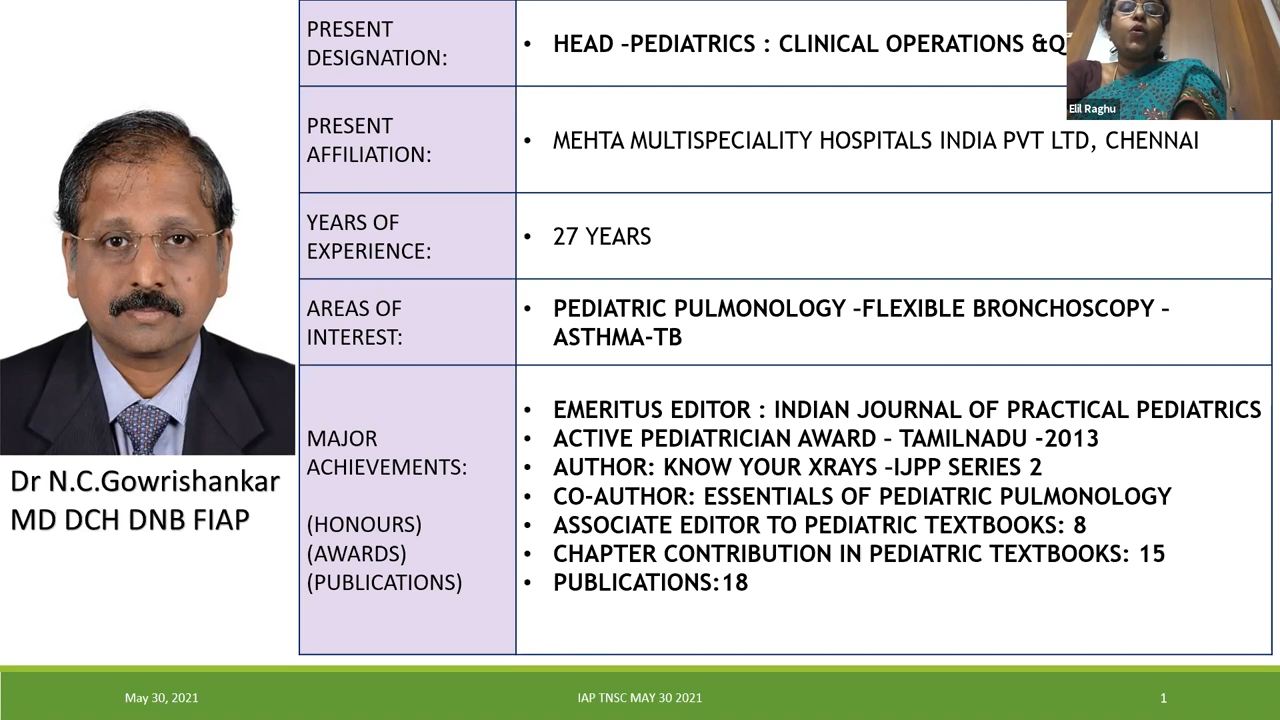 PRESENT
DESIGNATION:
• HEAD –PEDIATRICS : CLINICAL OPERATIONS &Q
Elil Raghu
PRESENT
AFFILIATION:
• MEHTA MULTISPECIALITY HOSPITALS INDIA PVT LTD, CHENNAI
YEARS OF
EXPERIENCE:
• 27 YEARS
AREAS OF
INTEREST:
• PEDIATRIC PULMONOLOGY –FLEXIBLE BRONCHOSCOPY –
ASTHMA-TB
MAJOR
ACHIEVEMENTS:
(HONOURS)
(AWARDS)
(PUBLICATIONS)
• EMERITUS EDITOR : INDIAN JOURNAL OF PRACTICAL PEDIATRICS
• ACTIVE PEDIATRICIAN AWARD – TAMILNADU -2013
• AUTHOR: KNOW YOUR XRAYS –IJPP SERIES 2
• CO-AUTHOR: ESSENTIALS OF PEDIATRIC PULMONOLOGY
• ASSOCIATE EDITOR TO PEDIATRIC TEXTBOOKS: 8
• CHAPTER CONTRIBUTION IN PEDIATRIC TEXTBOOKS: 15
• PUBLICATIONS:18
Dr N.C.Gowrishankar
MD DCH DNB FIAP
May 30, 2021
IAP TNSC MAY 30 2021
1